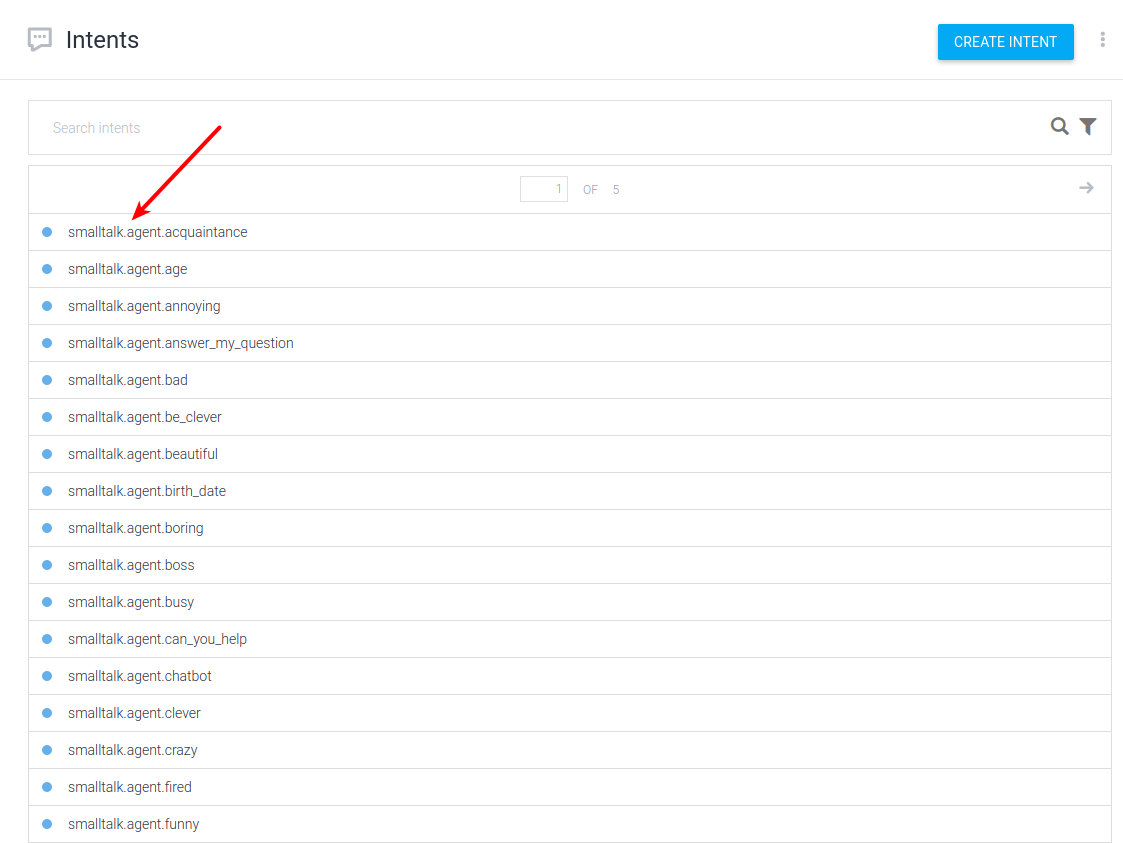 Intents
CREATE INTENT
Search intents
1 OF 5
smalltalk.agent.acquaintance
smalltalk.agent.age
smalltalk.agent.annoying
smalltalk.agent.answer_my_question
smalltalk.agent.bad
smalltalk.agent.be_clever
smalltalk.agent.beautiful
smalltalk.agent.birth_date
smalltalk.agent.boring
smalltalk.agent.boss
smalltalk.agent.busy
smalltalk.agent.can_you_help
smalltalk.agent.chatbot
smalltalk.agent.clever
smalltalk.agent.crazy
smalltalk.agent.fired
smalltalk.agent.funny